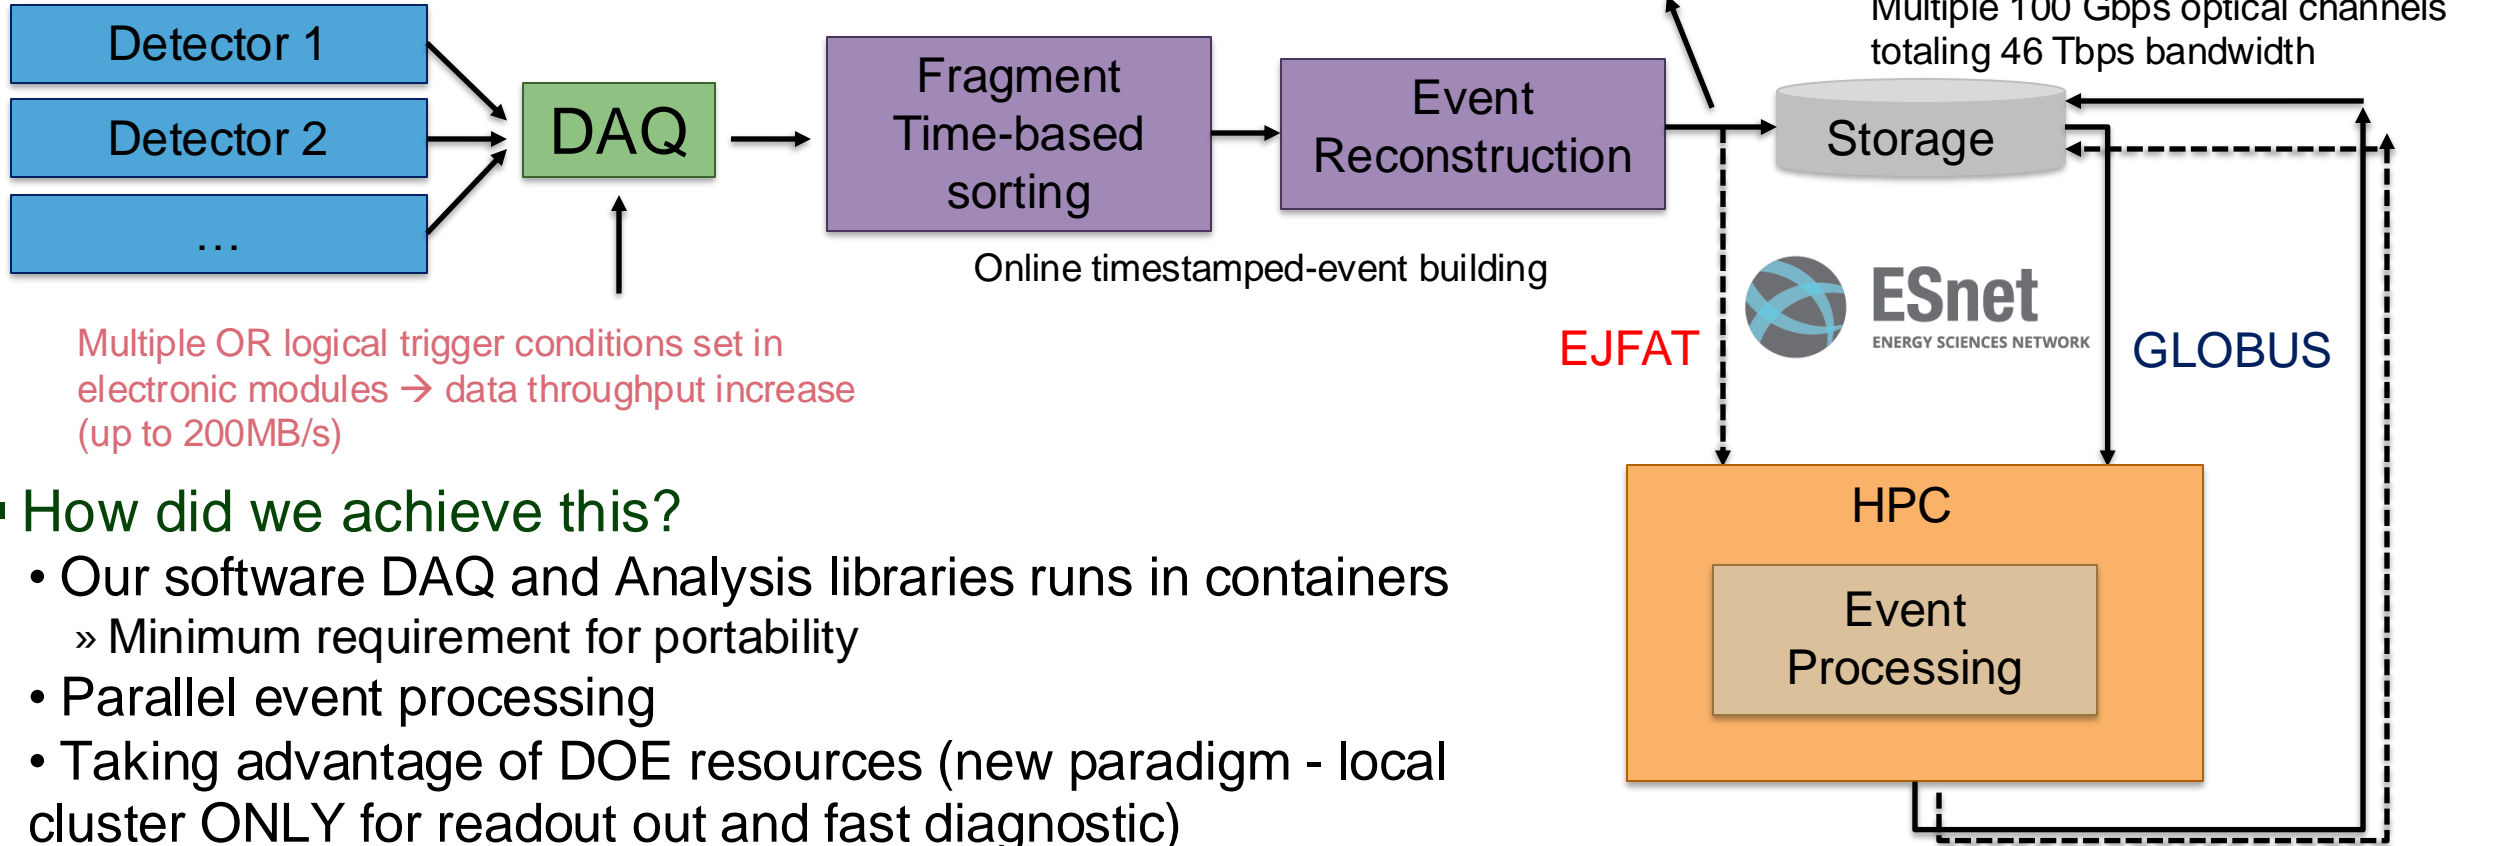 Multiple 100 Gbps optical channels
totaling 46 Tbps bandwidth
Detector 1
Detector 2
...
DAQ
Fragment
Time-based
sorting
Event
Reconstruction
Storage
Online timestamped-event building
Multiple OR logical trigger conditions set in
electronic modules → data throughput increase
(up to 200MB/s)
EJFAT
ESnet
ENERGY SCIENCES NETWORK
GLOBUS
HPC
Event
Processing
▪ How did we achieve this?
• Our software DAQ and Analysis libraries runs in containers
» Minimum requirement for portability
• Parallel event processing
• Taking advantage of DOE resources (new paradigm - local
cluster ONLY for readout out and fast diagnostic)